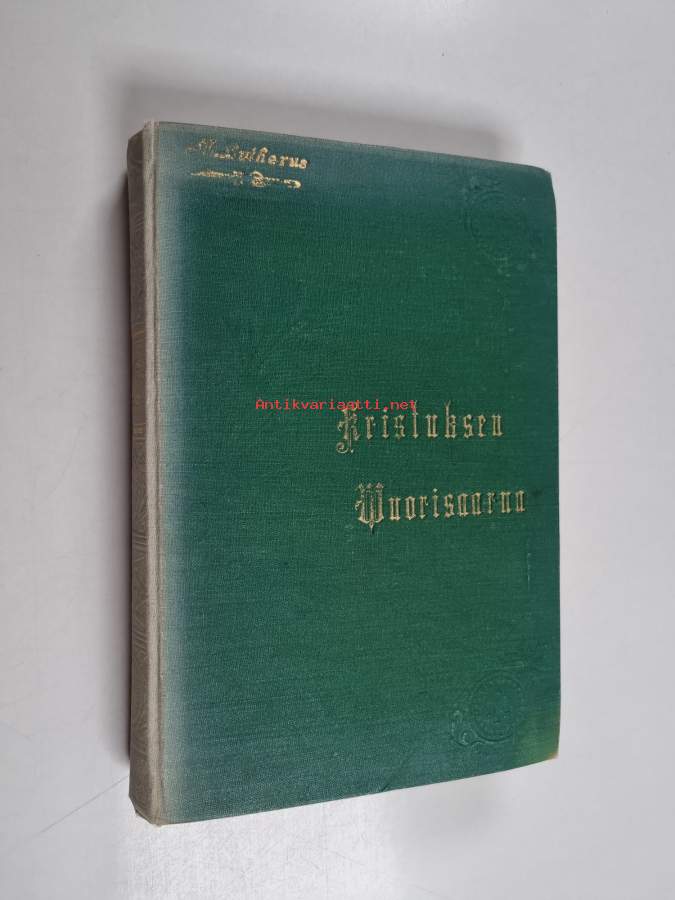 M. Lutherus
Antikvariaatti.net
Kristuksen
Wuorisaarna